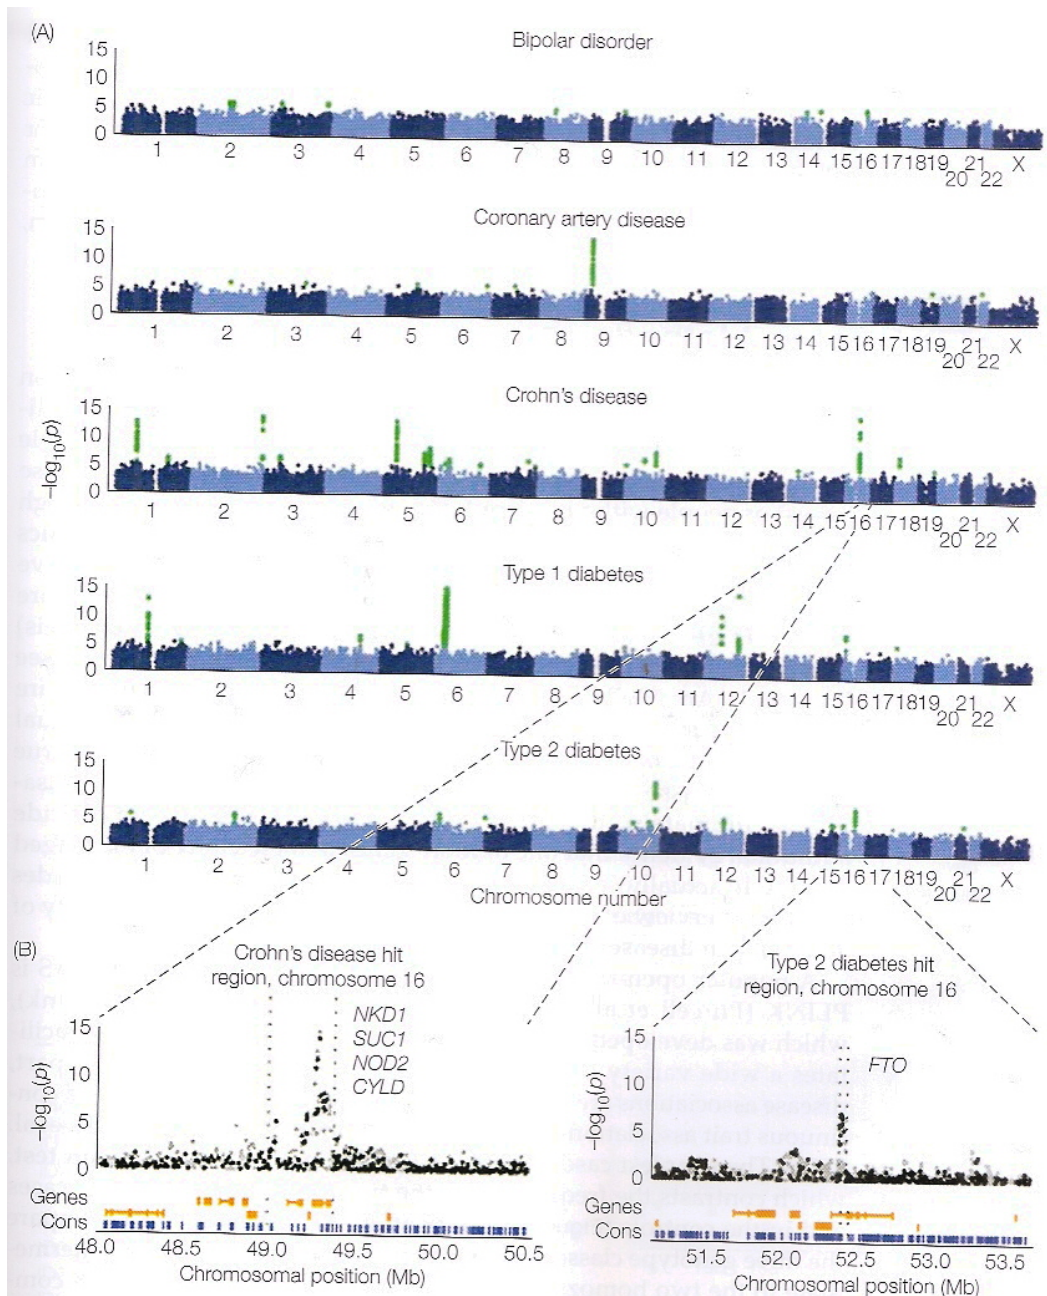 (A)
Bipolar disorder
15
10
5
0
1 2 3 4 5 6 7 8 9 10 11 12 13 14 15 16 18 19 20 21 22 X
Coronary artery disease
15
10
5
0
1 2 3 4 5 6 7 8 9 10 11 12 13 14 15 16 17 18 19 20 21 22 X
Crohn's disease
15
10
5
0
–log10(p)
1 2 3 4 5 6 7 8 9 10 11 12 13 14 15 16 17 18 19 20 21 22 X
Type 1 diabetes
15
10
5
0
1 2 3 4 5 6 7 8 9 10 11 12 13 14 15 16 17 18 19 20 21 22 X
Type 2 diabetes
15
10
5
0
1 2 3 4 5 6 7 8 9 10 11 12 13 14 15 16 17 18 19 20 21 22 X
Chromosome number
(B)
Crohn's disease hit
region, chromosome 16
NKD1
SUC1
NOD2
CYLD
15
10
5
0
–log10(p)
Genes
Cons
48.0 48.5 49.0 49.5 50.0 50.5
Chromosomal position (Mb)
Type 2 diabetes hit
region, chromosome 16
FTO
15
10
5
0
–log10(p)
Genes
Cons
51.5 52.0 52.5 53.0 53.5
Chromosomal position (Mb)